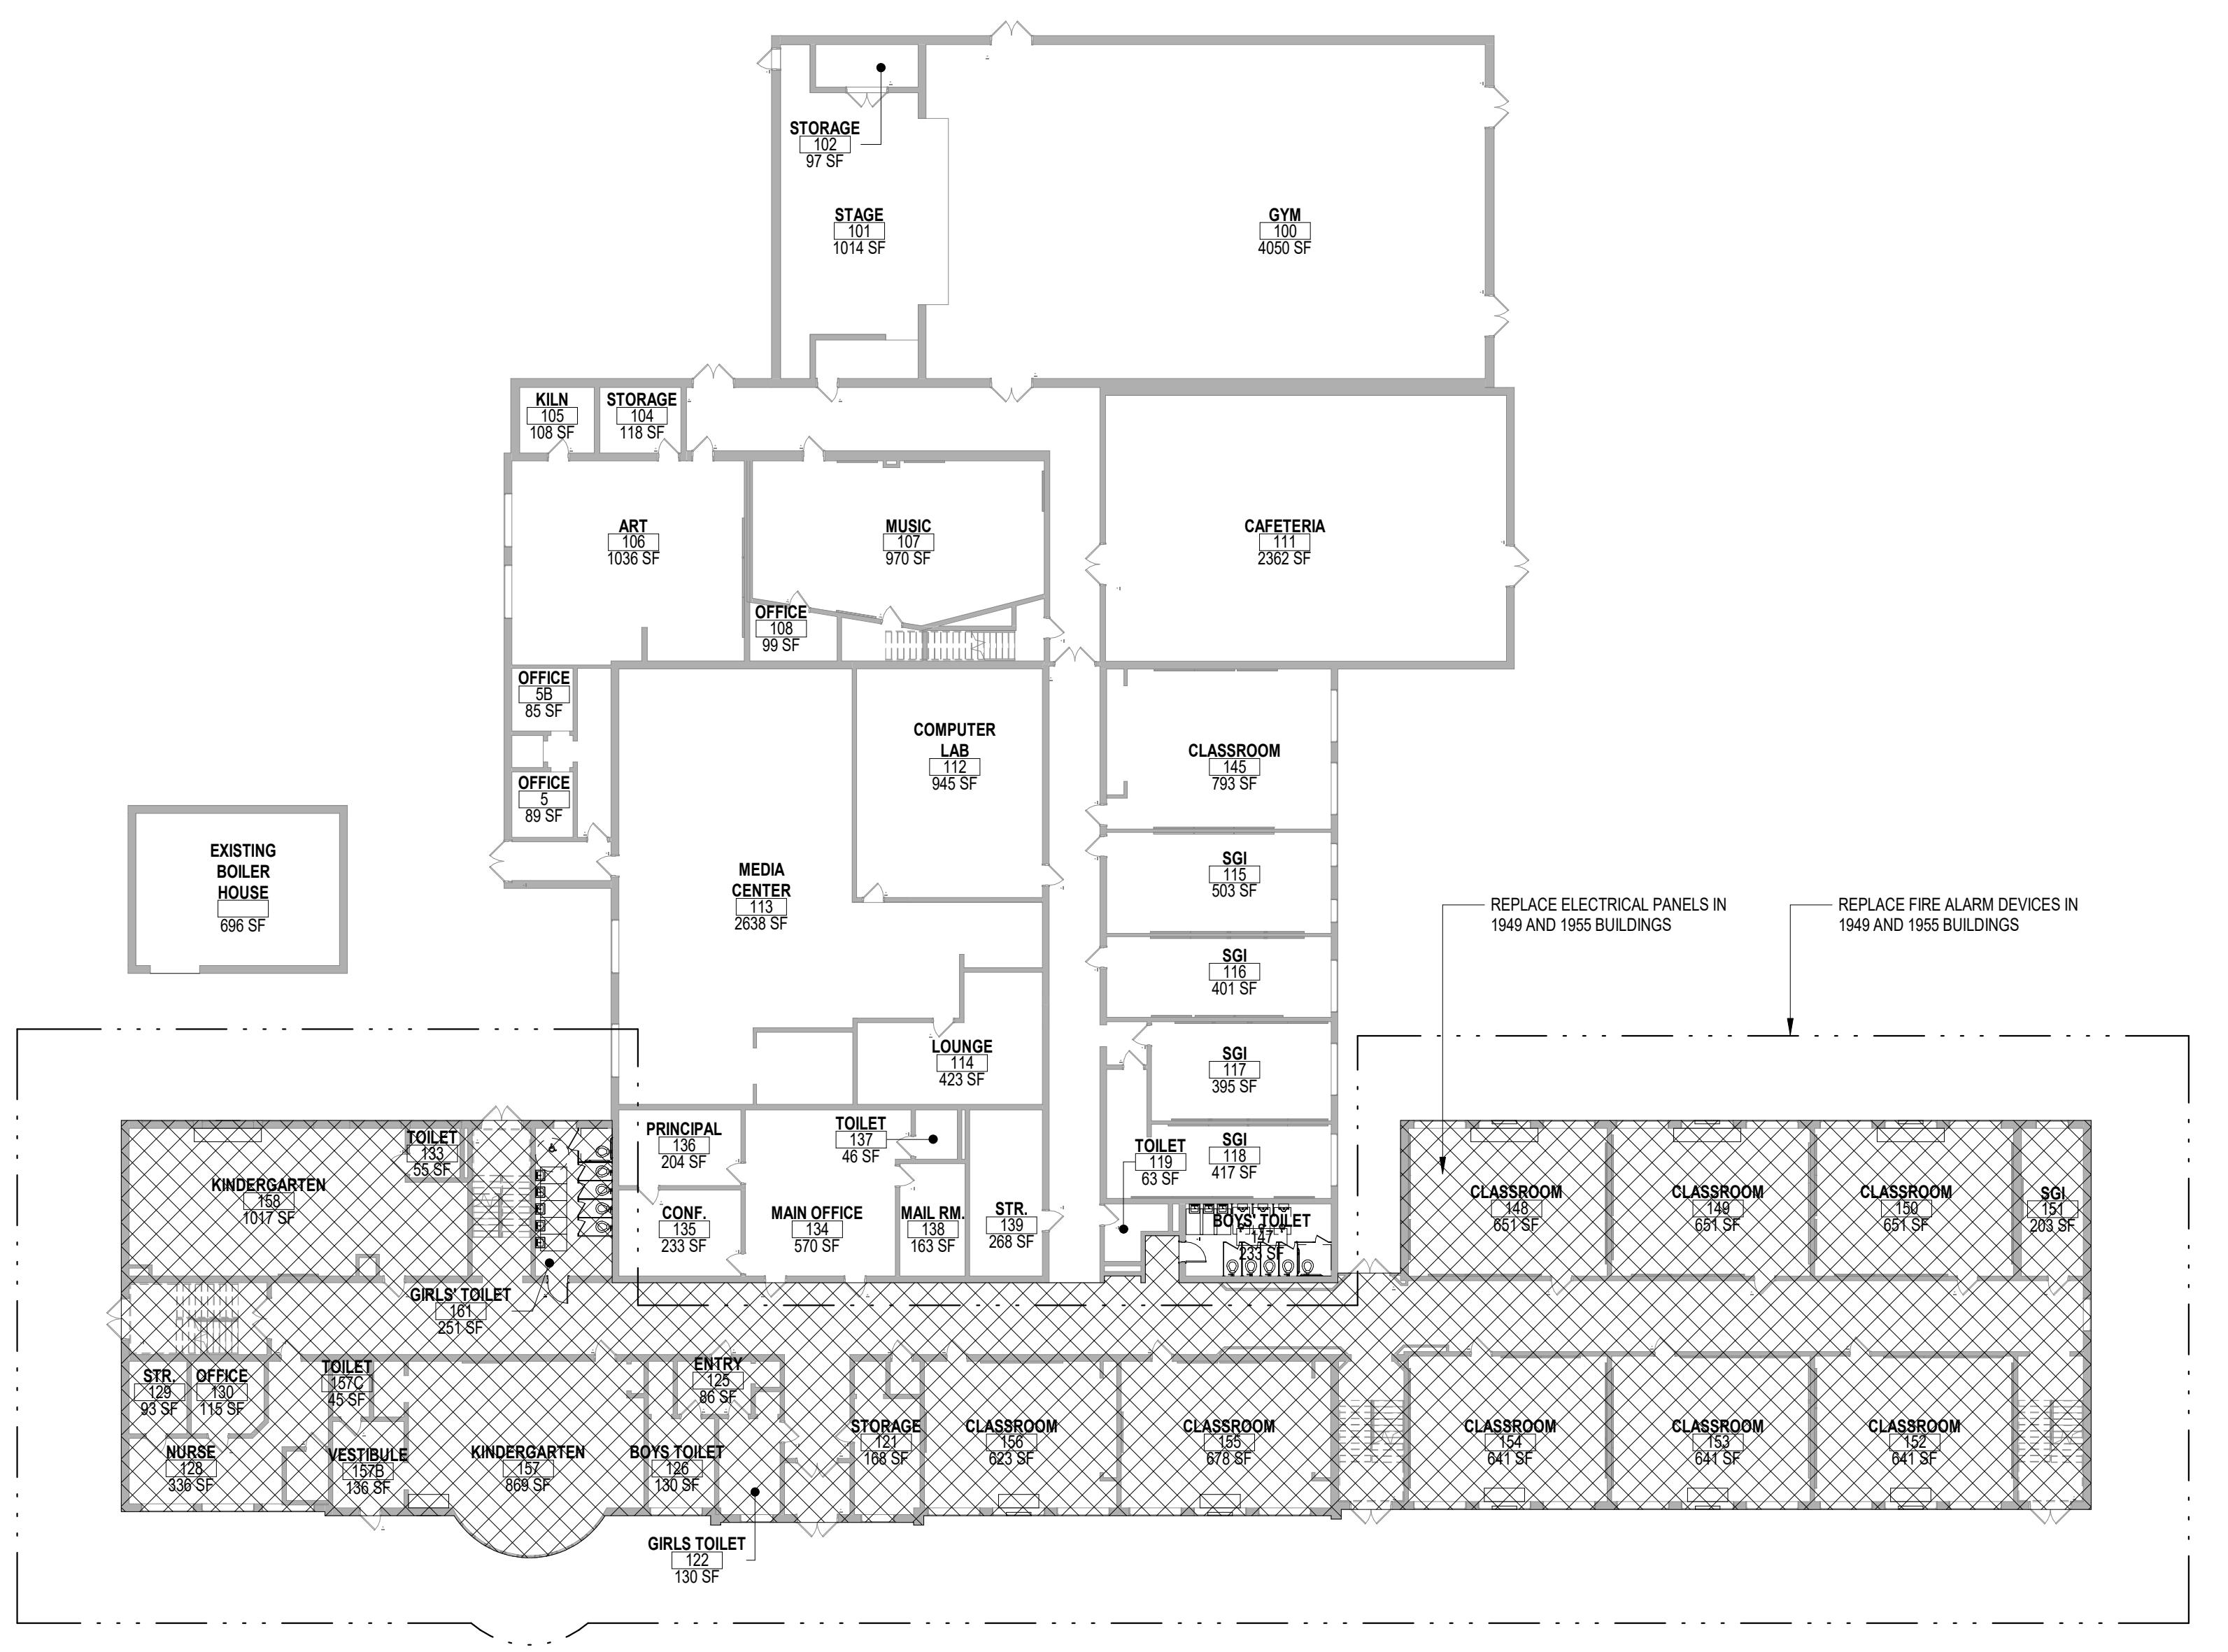 STORAGE
102
97 SF
STAGE
101
1014 SF
GYM
100
4050 SF
KILN
105
108 SF
STORAGE
104
118 SF
ART
106
1036 SF
MUSIC
107
970 SF
CAFETERIA
111
2362 SF
OFFICE
108
99 SF
OFFICE
5B
85 SF
OFFICE
5
89 SF
COMPUTER
LAB
112
945 SF
CLASSROOM
145
793 SF
EXISTING
BOILER
HOUSE
696 SF
MEDIA
CENTER
113
2638 SF
SGI
115
503 SF
SGI
116
401 SF
REPLACE ELECTRICAL PANELS IN
1949 AND 1955 BUILDINGS
REPLACE FIRE ALARM DEVICES IN
1949 AND 1955 BUILDINGS
LOUNGE
114
423 SF
SGI
117
395 SF
TOILET
133
55 SF
KINDERGARTEN
158
1017 SF
PRINCIPAL
136
204 SF
TOILET
137
46 SF
TOILET
119
63 SF
SGI
118
417 SF
CONF.
135
233 SF
MAIN OFFICE
134
570 SF
MAIL RM.
138
163 SF
STR.
139
268 SF
BOYS' TOILET
147
233 SF
CLASSROOM
148
651 SF
CLASSROOM
149
651 SF
CLASSROOM
150
651 SF
SGI
151
203 SF
GIRLS' TOILET
161
251 SF
STR.
129
93 SF
OFFICE
130
115 SF
TOILET
157C
45 SF
ENTRY
125
86 SF
NURSE
128
336 SF
VESTIBULE
157B
136 SF
KINDERGARTEN
157
869 SF
BOYS TOILET
126
130 SF
STORAGE
121
168 SF
CLASSROOM
156
623 SF
CLASSROOM
155
678 SF
CLASSROOM
154
641 SF
CLASSROOM
153
641 SF
CLASSROOM
152
641 SF
GIRLS TOILET
122
130 SF